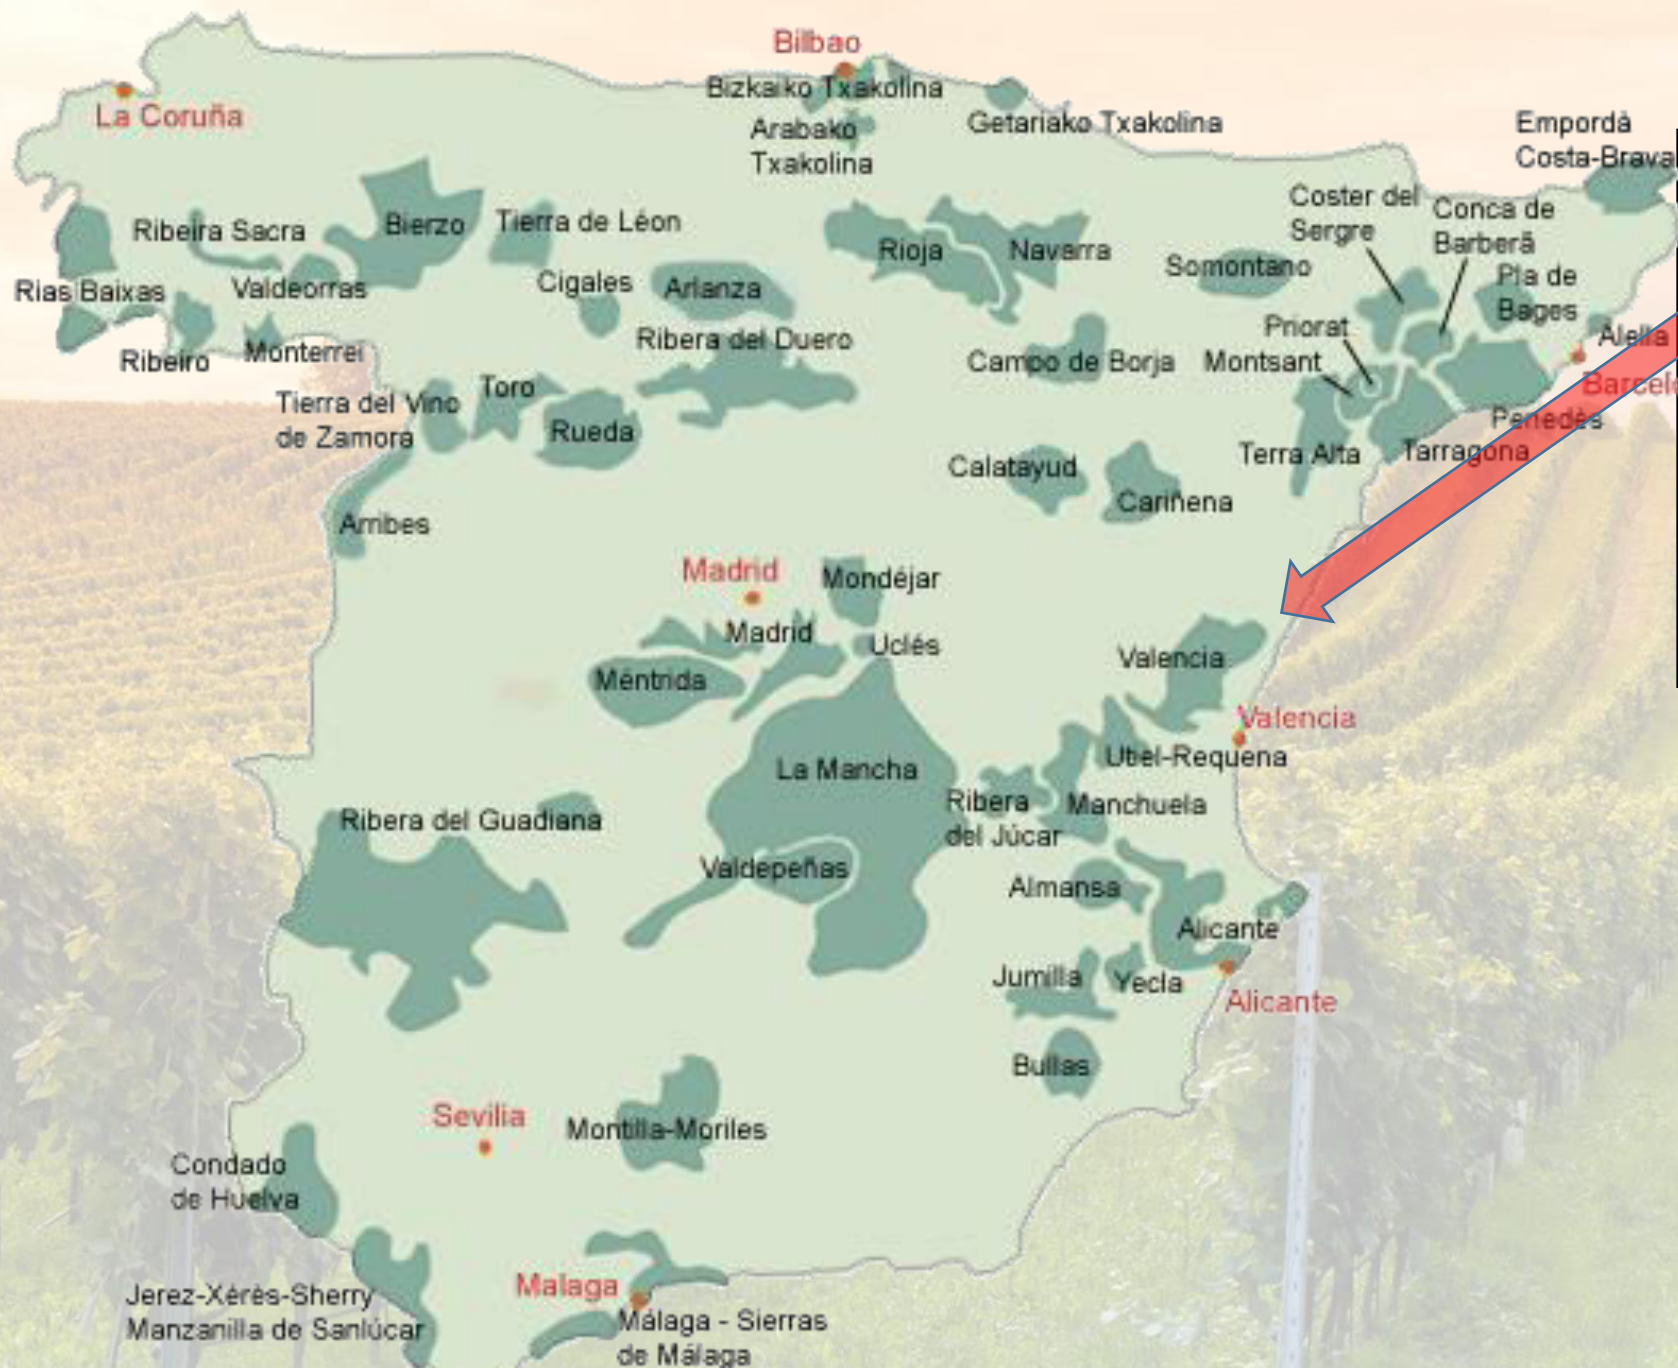 Bilbao
Bizkaiko Txakolina
La Coruña
Arabako
Txakolina
Getariako Txakolina
Empordà
Costa-Brava
Coster del
Sergre
Conca de
Barberã
Ribeira Sacra
Bierzo
Tierra de Léon
Rioja
Navarra
Somontano
Pla de
Bages
Rias Baixas
Valdeorras
Cigales
Arlanza
Priorat
Alella
Ribeiro
Monterrei
Ribera del Duero
Campo de Borja
Montsant
Tierra del Vino
de Zamora
Toro
Rueda
Penedès
Terra Alta
Tarragona
Calatayud
Cariñena
Arribes
Madrid
Mondéjar
Madrid
Uclés
Méntrida
Valencia
Valencia
Utiel-Requena
La Mancha
Ribera
del Júcar
Manchuela
Ribera del Guadiana
Valdepeñas
Almansa
Alicante
Jumilla
Yecla
Alicante
Bullas
Sevilia
Montilla-Moriles
Condado
de Huelva
Malaga
Jerez-Xérès-Sherry
Manzanilla de Sanlúcar
Málaga - Sierras
de Málaga